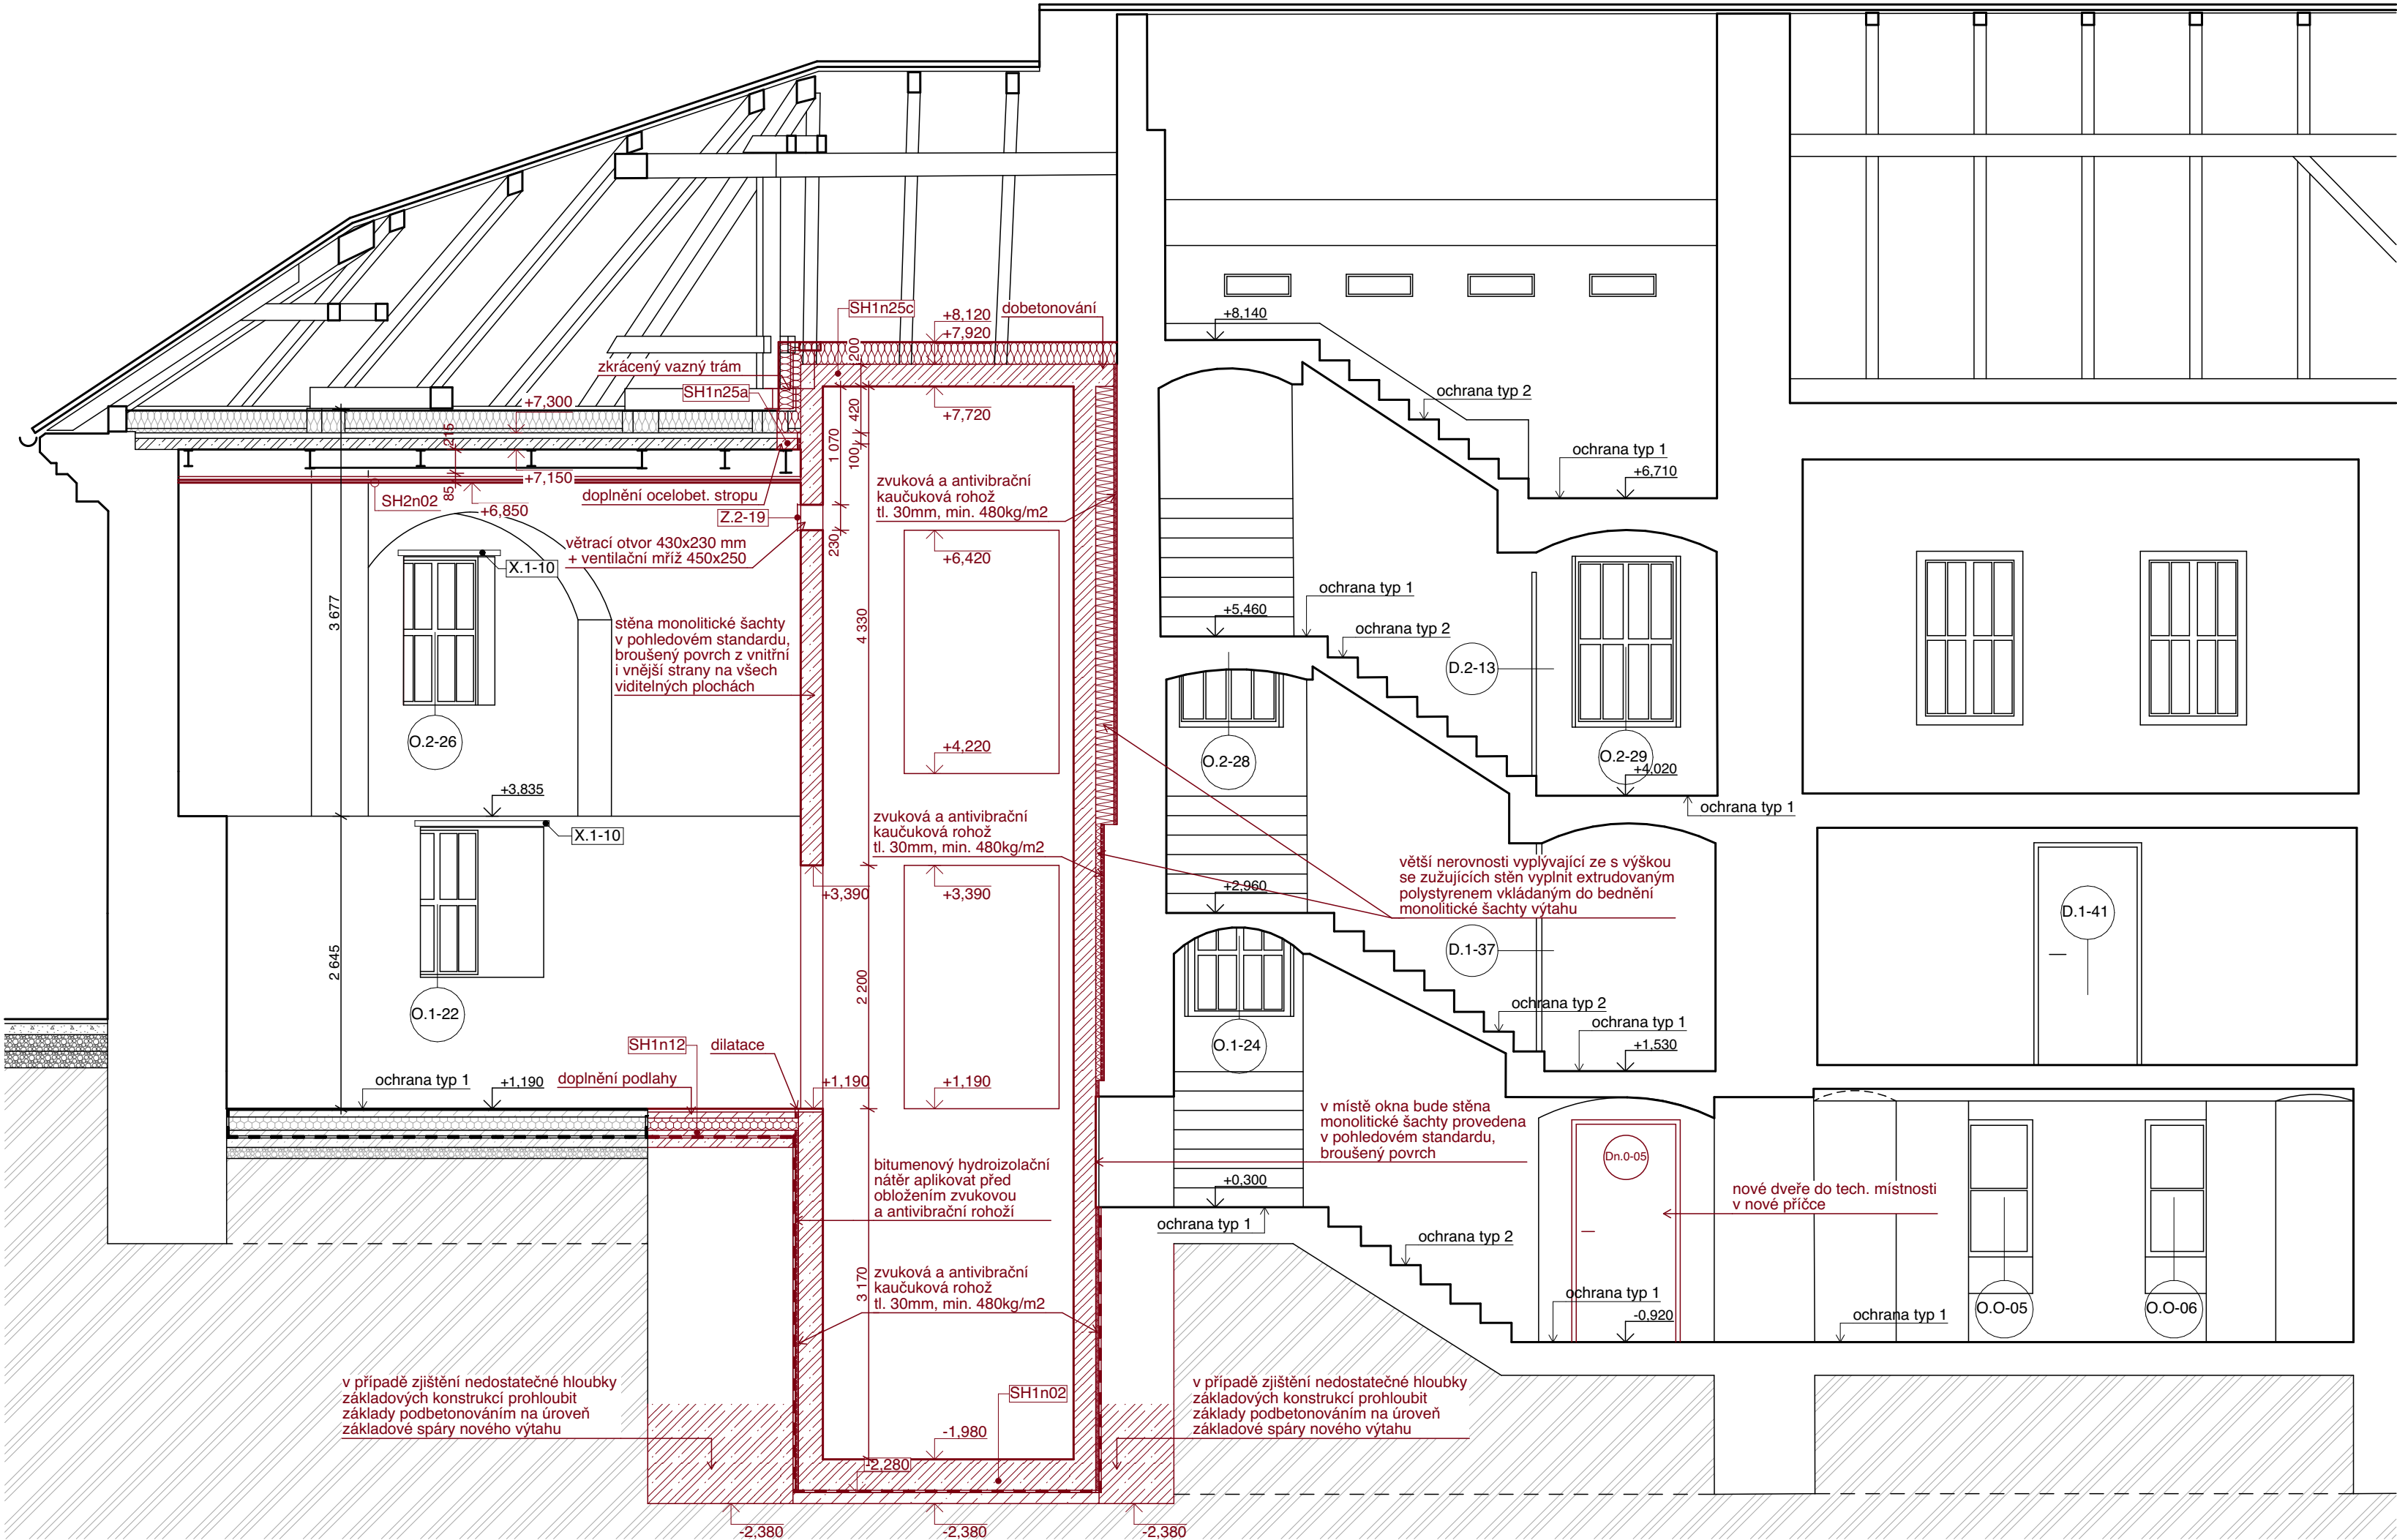 SH1n25c
+8,120
+7,920
dobetonování
+8,140
200
zkrácený vazný trám
SH1n25a
+7,300
+7,720
420
1 070
100
215
85
+7,150
SH2n02
+6,850
doplnění ocelobet. stropu
Z.2-19
230
větrací otvor 430x230 mm
+ ventilační mříž 450x250
zvuková a antivibrační
kaučuková rohož
tl. 30mm, min. 480kg/m2
+6,420
ochrana typ 2
ochrana typ 1
+6,710
X.1-10
3 677
stěna monolitické šachty
v pohledovém standardu,
broušený povrch z vnitřní
i vnější strany na všech
viditelných plochách
4 330
ochrana typ 1
+5,460
ochrana typ 2
D.2-13
O.2-26
+4,220
O.2-28
O.2-29
+4,020
ochrana typ 1
+3,835
X.1-10
zvuková a antivibrační
kaučuková rohož
tl. 30mm, min. 480kg/m2
+3,390
+3,390
větší nerovnosti vyplývající ze s výškou
se zužujících stěn vyplnit extrudovaným
polystyrenem vkládaným do bednění
monolitické šachty výtahu
+2,960
D.1-41
D.1-37
2 645
2 200
O.1-22
O.1-24
ochrana typ 2
ochrana typ 1
+1,530
SH1n12
dilatace
ochrana typ 1
+1,190
doplnění podlahy
+1,190
+1,190
v místě okna bude stěna
monolitické šachty provedena
v pohledovém standardu,
broušený povrch
Dn.0-05
bitumenový hydroizolační
nátěr aplikovat před
obložením zvukovou
a antivibrační rohoží
+0,300
ochrana typ 1
ochrana typ 2
nové dveře do tech. místnosti
v nové příčce
3 170
zvuková a antivibrační
kaučuková rohož
tl. 30mm, min. 480kg/m2
ochrana typ 1
-0,920
ochrana typ 1
O.O-05
O.O-06
v případě zjištění nedostatečné hloubky
základových konstrukcí prohloubit
základy podbetonováním na úroveň
základové spáry nového výtahu
SH1n02
v případě zjištění nedostatečné hloubky
základových konstrukcí prohloubit
základy podbetonováním na úroveň
základové spáry nového výtahu
-1,980
-2,280
-2,380
-2,380
-2,380